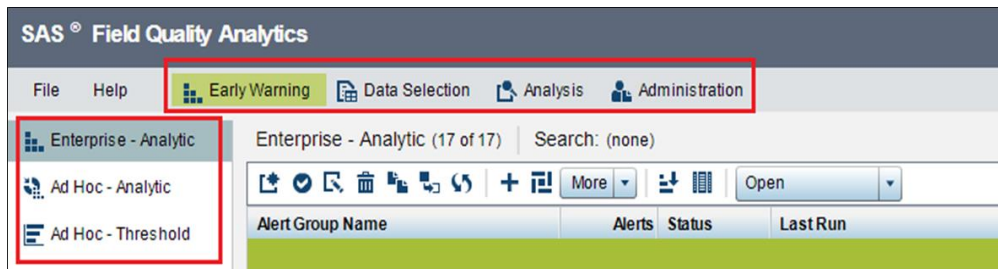 SAS ® Field Quality Analytics
File Help Early Warning Data Selection Analysis Administration
Enterprise - Analytic
Ad Hoc - Analytic
Ad Hoc - Threshold
Enterprise - Analytic (17 of 17) Search: (none)
More Open
Alert Group Name Alerts Status Last Run